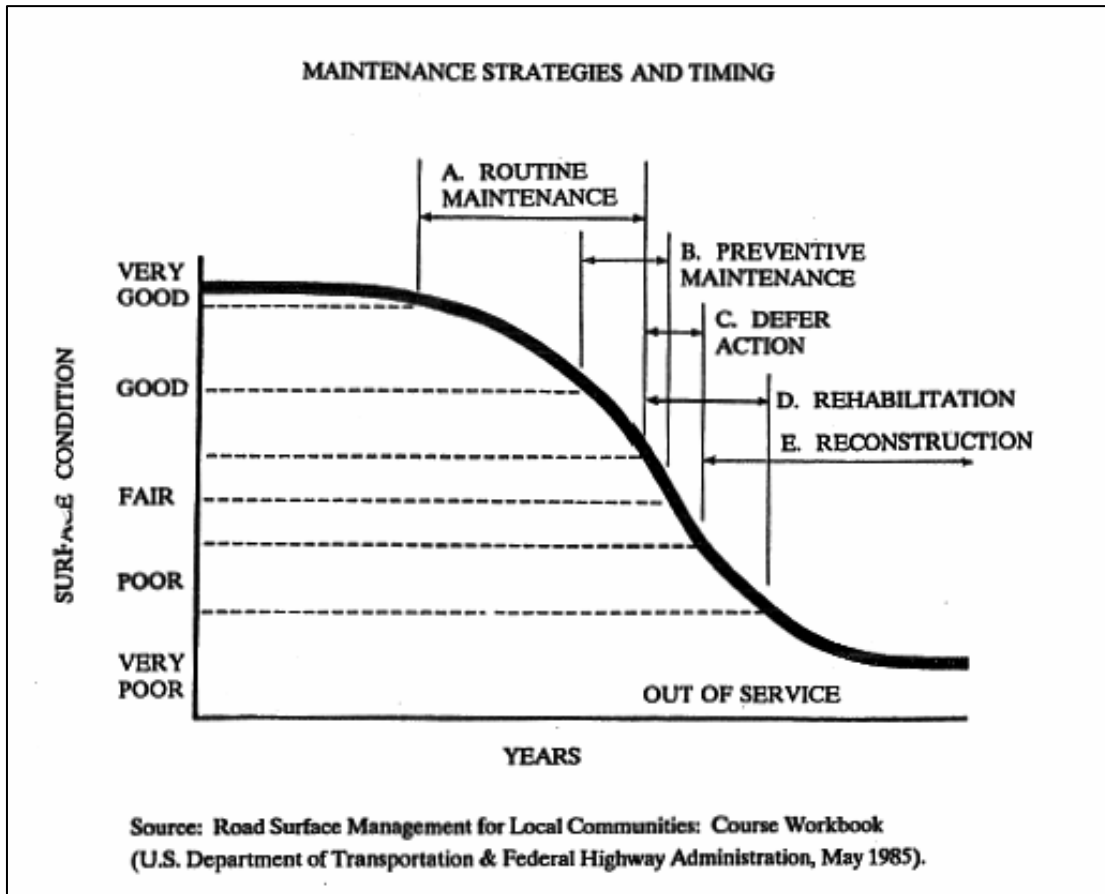 MAINTENANCE STRATEGIES AND TIMING
A. ROUTINE
MAINTENANCE
B. PREVENTIVE
MAINTENANCE
C. DEFER
ACTION
D. REHABILITATION
E. RECONSTRUCTION
VERY
GOOD
GOOD
FAIR
POOR
VERY
POOR
SURFACE CONDITION
OUT OF SERVICE
YEARS
Source: Road Surface Management for Local Communities: Course Workbook
(U.S. Department of Transportation & Federal Highway Administration, May 1985).